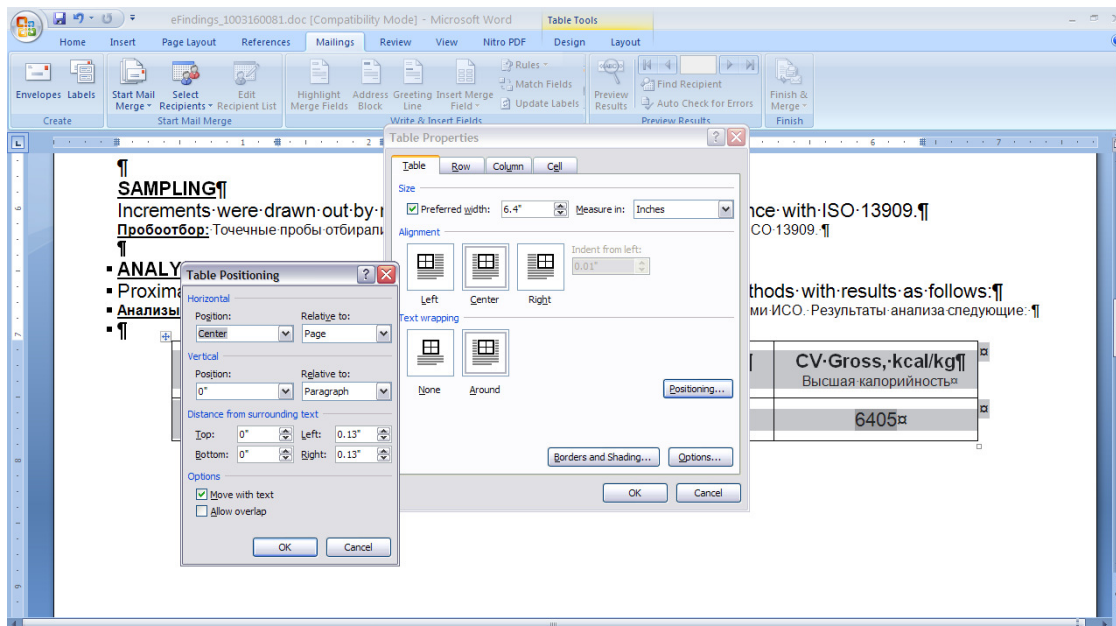 eFindings_1003160081.doc [Compatibility Mode] - Microsoft Word
Table Tools
Home Insert Page Layout References Mailings Review View Nitro PDF Design Layout
Envelopes Labels
Create
Start Mail Merge
Select Recipients
Edit Recipient List
Start Mail Merge
Highlight Merge Fields
Address Block
Greeting Line
Insert Merge Field
Rules
Match Fields
Update Labels
Write & Insert Fields
Preview Results
ABC
Find Recipient
Auto Check for Errors
Preview Results
Finish & Merge
Finish
L
1 2 6 7
¶
SAMPLING¶
Increments·were·drawn·out·by·
ce·with·ISO·13909.¶
Пробоотбор:·Точечные·пробы·отбирали
СО·13909.·¶
¶
ANALY
Proxima
thods·with·results·as·follows:¶
Анализы
ми·ИСО.·Результаты·анализа·следующие:·¶
¶
CV·Gross,·kcal/kg¶
Высшая·калорийность¤
¤
6405¤
¤
Table Properties
?
X
Table Row Column Cell
Size
Preferred width: 6.4" Measure in: Inches
Alignment
Left Center Right
Indent from left:
0.01"
Text wrapping
None Around
Positioning...
Borders and Shading... Options...
OK Cancel
Table Positioning
?
X
Horizontal
Position: Relative to:
Center Page
Vertical
Position: Relative to:
0" Paragraph
Distance from surrounding text
Top: 0" Left: 0.13"
Bottom: 0" Right: 0.13"
Options
Move with text
Allow overlap
OK Cancel